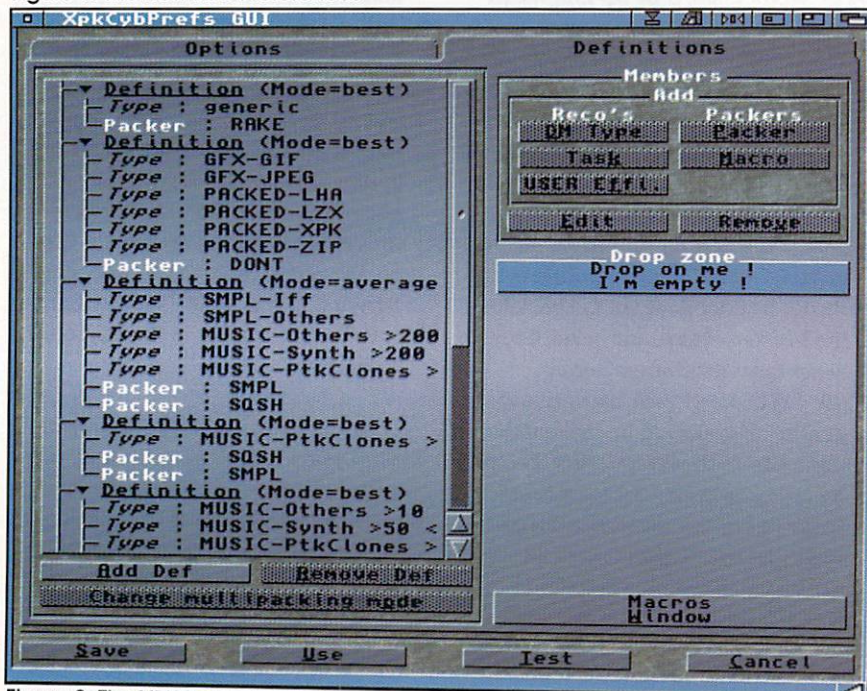 XpkCybPrefs GUI
Options
Definitions
Definition (Mode=best)
Type : generic
Packer : RAKE
Definition (Mode=best)
Type : GFX-GIF
Type : GFX-JPEG
Type : PACKED-LHA
Type : PACKED-LZX
Type : PACKED-XPK
Type : PACKED-ZIP
Packer : DONT
Definition (Mode=average
Type : SMPL-Iff
Type : SMPL-Others
Type : MUSIC-Others >200
Type : MUSIC-Synth >200
Type : MUSIC-PtkClones >
Packer : SMPL
Packer : SQSH
Definition (Mode=best)
Type : MUSIC-PtkClones >
Packer : SQSH
Packer : SMPL
Definition (Mode=best)
Type : MUSIC-Others >10
Type : MUSIC-Synth >50 <
Type : MUSIC-PtkClones >
Add Def
Remove Def
Change multipacking mode
Members
Add
Reco's
Packers
DM Type
Packer
Task
Macro
USER Effi.
Edit
Remove
Drop zone
Drop on me !
I'm empty !
Macros
Window
Save
Use
Test
Cancel